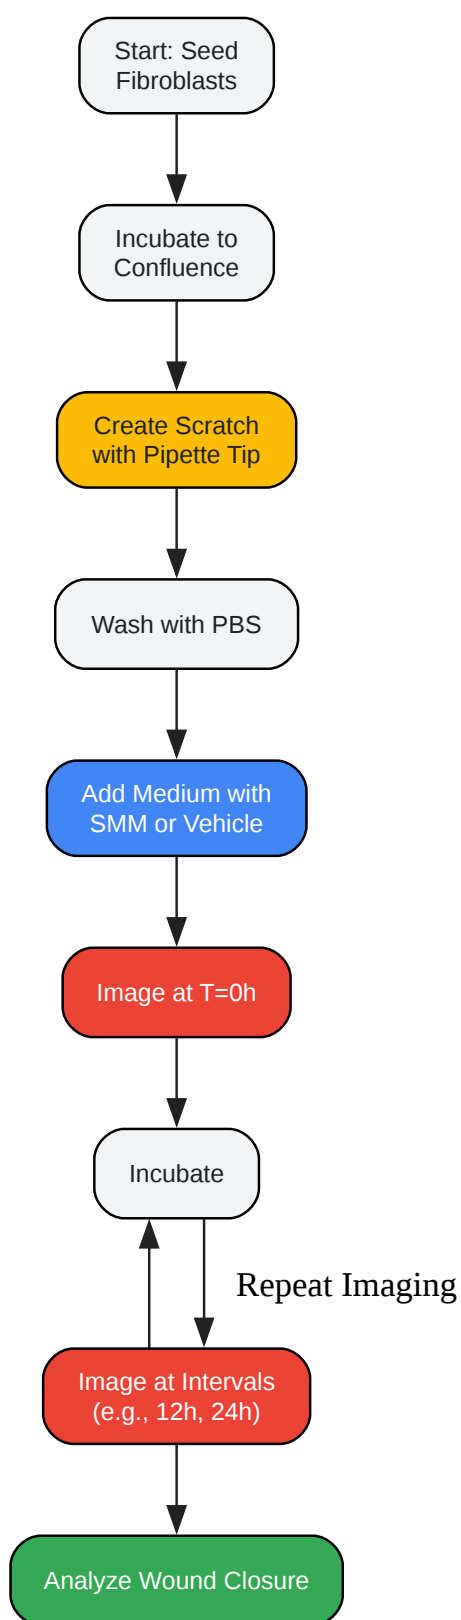 Start: Seed
Fibroblasts
Incubate to
Confluence
Create Scratch
with Pipette Tip
Wash with PBS
Add Medium with
SMM or Vehicle
Image at T=0h
Incubate
Repeat Imaging
Image at Intervals
(e.g., 12h, 24h)
Analyze Wound Closure